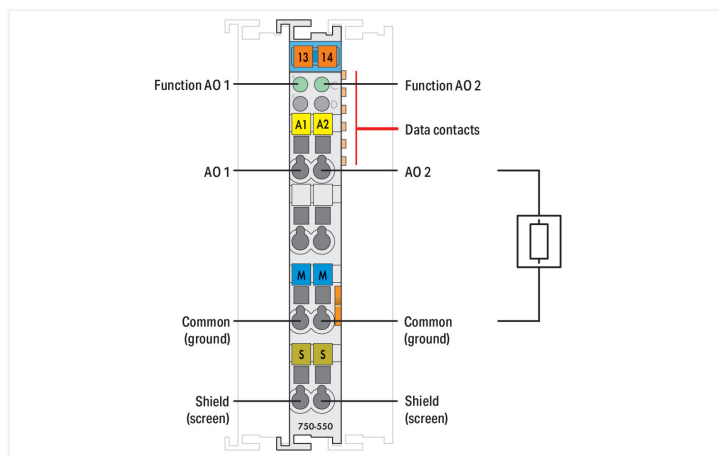 13 14
Function AO 1
C
Function AO 2
D
A1 A2
Data contacts
AO 1
AO 2
M M
Common
(ground)
Common
(ground)
S S
Shield
(screen)
Shield
(screen)
750-550